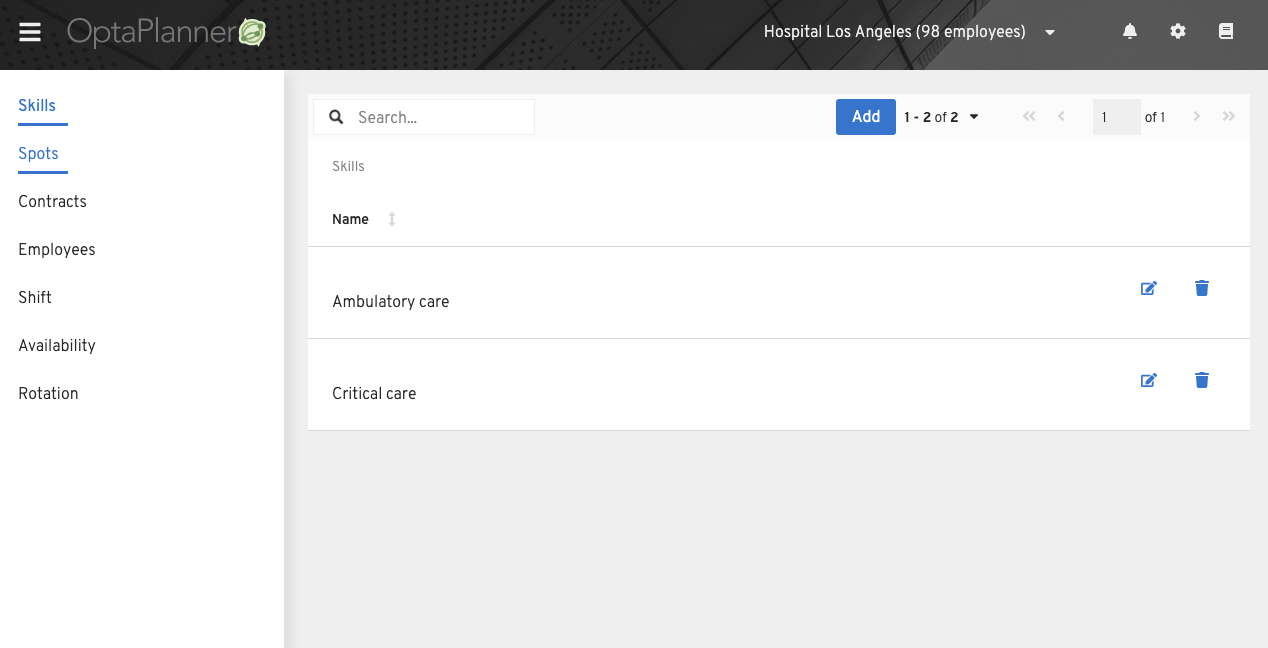 OptaPlanner
Hospital Los Angeles (98 employees)
Skills
Spots
Contracts
Employees
Shift
Availability
Rotation
Search...
Add
1 - 2 of 2
1
of 1
Skills
Name
Ambulatory care
Critical care